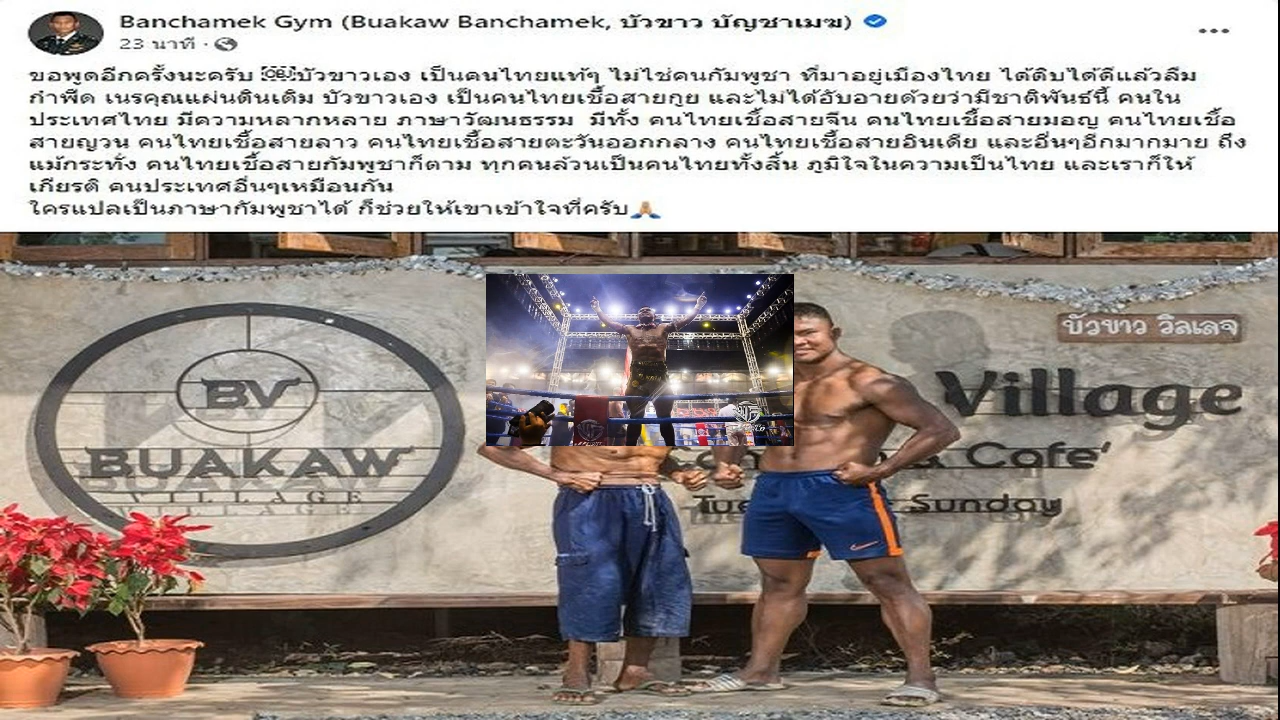 Banchamek Gym (Buakaw Banchamek, บัวขาว บัญชาเมฆ)
23 นาที ·
ขอพูดอีกครั้งนะครับ OBJ บัวขาวเอง เป็นคนไทยแท้ๆ ไม่ไช่คนกัมพูชา ที่มาอยู่เมืองไทย ได้ดิบได้ดีแล้วลืม
กำพืด เนรคุณแผ่นดินเดิม บัวขาวเอง เป็นคนไทยเชื้อสายกูย และไม่ได้อับอายด้วยว่ามีชาติพันธ์นี้ คนใน
ประเทศไทย มีความหลากหลาย ภาษาวัฒนธรรม มีทั้ง คนไทยเชื้อสายจีน คนไทยเชื้อสายมอญ คนไทยเชื้อ
สายญวน คนไทยเชื้อสายลาว คนไทยเชื้อสายตะวันออกกลาง คนไทยเชื้อสายอินเดีย และอื่นๆอีกมากมาย ถึง
แม้กระทั่ง คนไทยเชื้อสายกัมพูชาก็ตาม ทุกคนล้วนเป็นคนไทยทั้งสิ้น ภูมิใจในความเป็นไทย และเราก็ให้
เกียรติ คนประเทศอื่นๆเหมือนกัน
ใครแปลเป็นภาษากัมพูชาได้ ก็ช่วยให้เขาเข้าใจทีครับ🙏
บัวขาว วิลเลจ
BV
BUAKAW
VILLAGE
Village
& Cafe'
Sunday